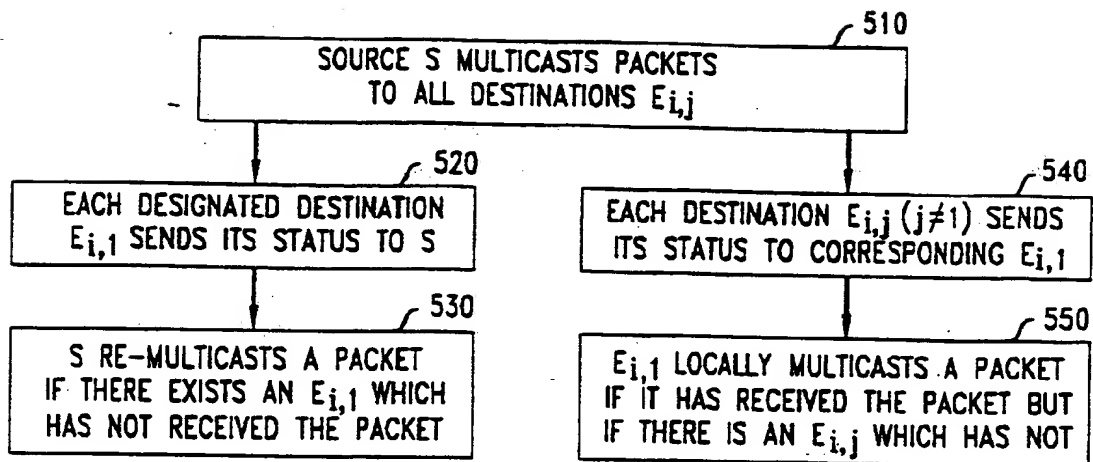 510
SOURCE S MULTICASTS PACKETS
TO ALL DESTINATIONS Ei,j
520
EACH DESIGNATED DESTINATION
Ei,1 SENDS ITS STATUS TO S
530
S RE-MULTICASTS A PACKET
IF THERE EXISTS AN Ei,1 WHICH
HAS NOT RECEIVED THE PACKET
540
EACH DESTINATION Ei,j (j≠1) SENDS
ITS STATUS TO CORRESPONDING Ei,1
550
Ei,1 LOCALLY MULTICASTS A PACKET
IF IT HAS RECEIVED THE PACKET BUT
IF THERE IS AN Ei,j WHICH HAS NOT